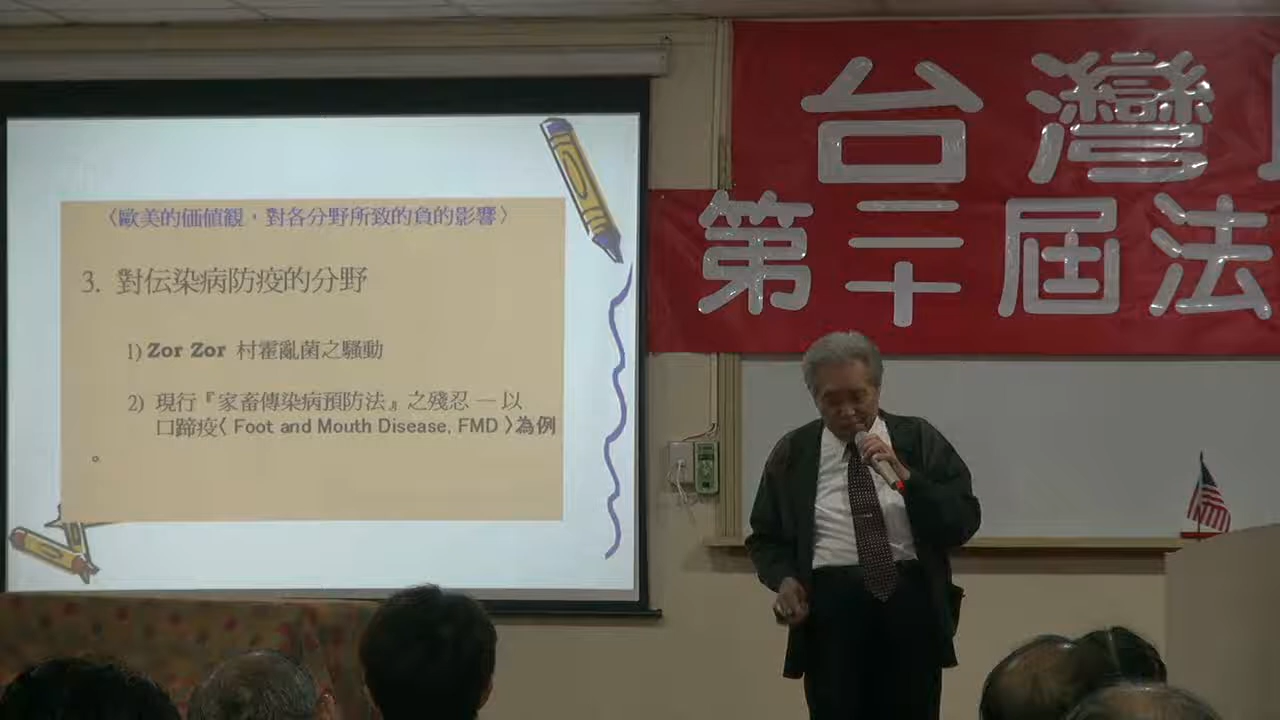 〈歐美的価値観，對各分野所致的負的影響〉
3. 對伝染病防疫的分野
1) Zor Zor 村霍亂菌之騷動
2) 現行『家畜傳染病預防法』之殘忍 — 以
口蹄疫〈 Foot and Mouth Disease, FMD 〉為例
。
台灣
第二十屆法